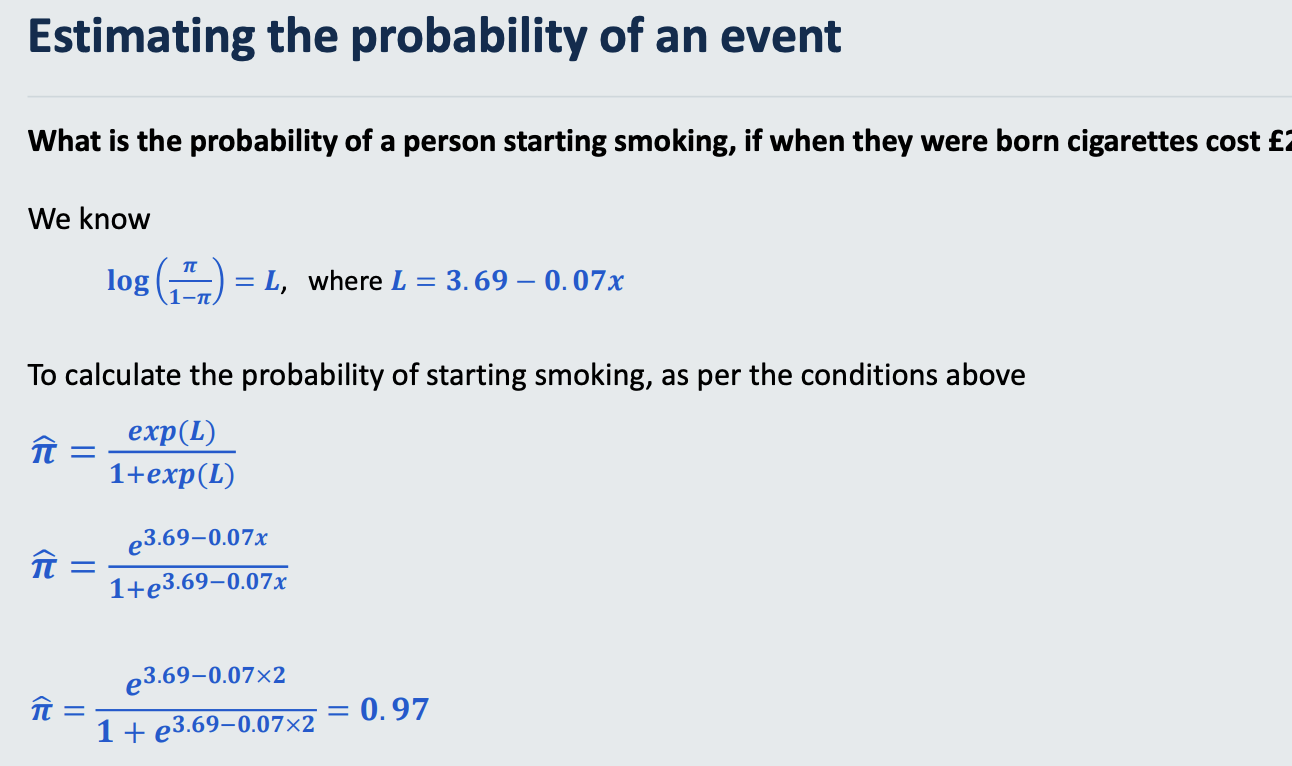 Estimating the probability of an event
What is the probability of a person starting smoking, if when they were born cigarettes cost £2
We know
log(π/(1−π)) = L, where L = 3.69 − 0.07x
To calculate the probability of starting smoking, as per the conditions above
π̂ = exp(L)/(1+exp(L))
π̂ = e^(3.69−0.07x)/(1+e^(3.69−0.07x))
π̂ = e^(3.69−0.07×2)/(1 + e^(3.69−0.07×2)) = 0.97